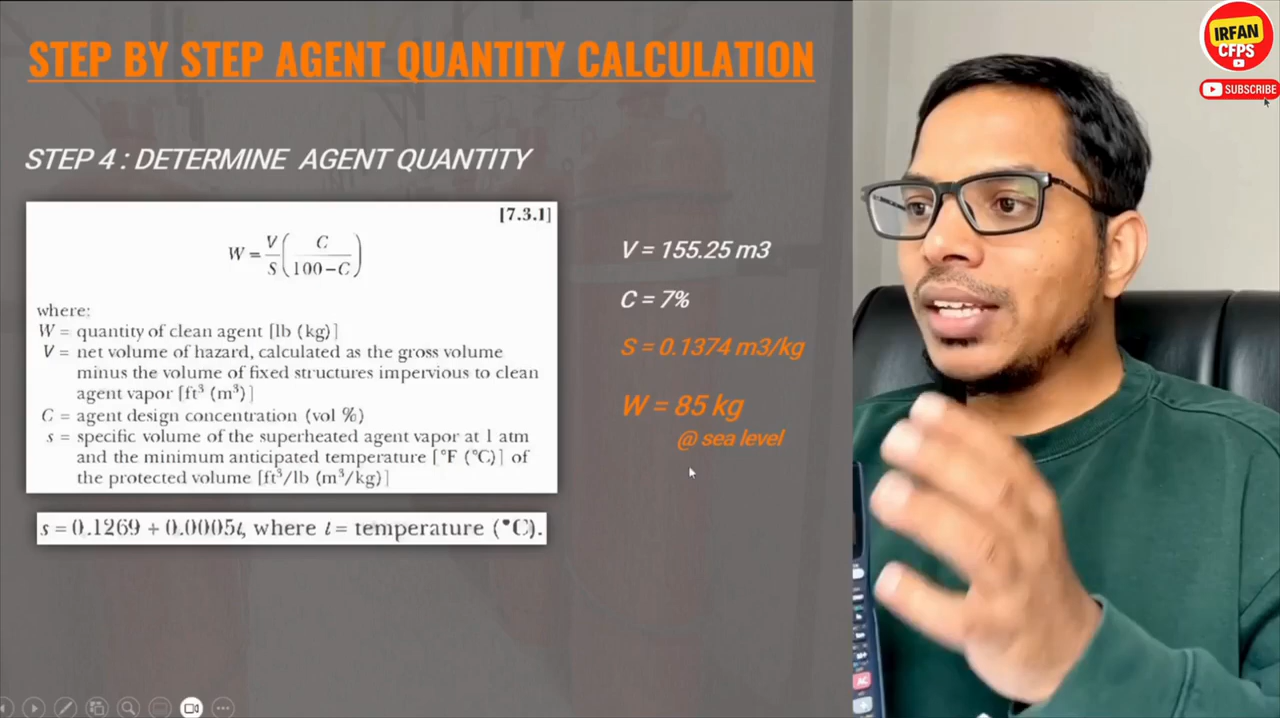 STEP BY STEP AGENT QUANTITY CALCULATION
IRFAN
CFPS
SUBSCRIBE
STEP 4 : DETERMINE AGENT QUANTITY
[7.3.1]
W = V/S ( C / 100 – C )
where:
W = quantity of clean agent [lb (kg)]
V = net volume of hazard, calculated as the gross volume
minus the volume of fixed structures impervious to clean
agent vapor [ft³ (m³)]
C = agent design concentration (vol %)
s = specific volume of the superheated agent vapor at 1 atm
and the minimum anticipated temperature [°F (°C)] of
the protected volume [ft³/lb (m³/kg)]
s = 0.1269 + 0.0005t, where t = temperature (°C).
V = 155.25 m3
C = 7%
S = 0.1374 m3/kg
W = 85 kg
@ sea level
AC